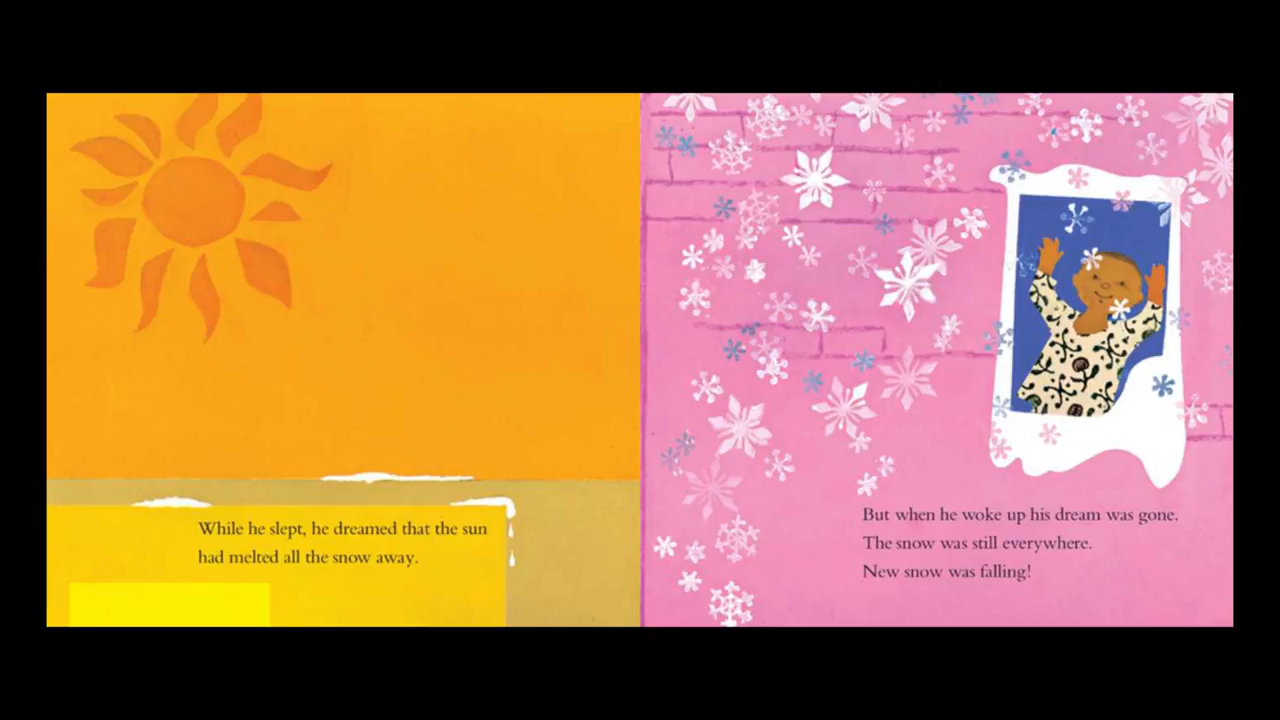 While he slept, he dreamed that the sun
had melted all the snow away.
But when he woke up his dream was gone.
The snow was still everywhere.
New snow was falling!